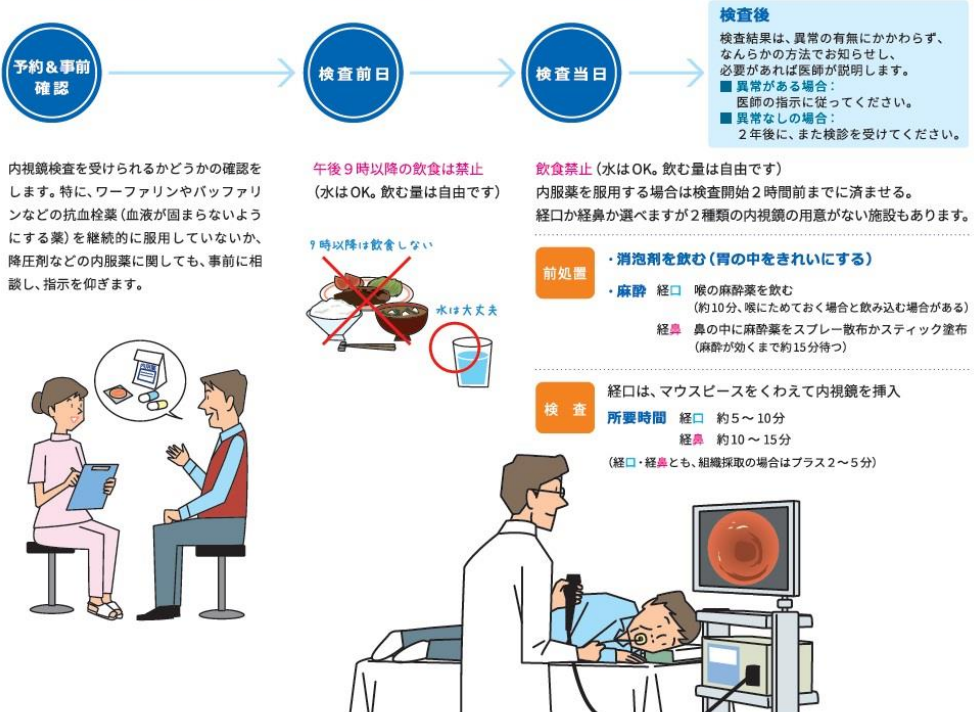 予約&事前
確認
検査前日
検査当日
検査後
検査結果は、異常の有無にかかわらず、
なんらかの方法でお知らせし、
必要があれば医師が説明します。
■ 異常がある場合：
医師の指示に従ってください。
■ 異常なしの場合：
２年後に、また検診を受けてください。
内視鏡検査を受けられるかどうかの確認を
します。特に、ワーファリンやバッファリ
ンなどの抗血栓薬（血液が固まらないよう
にする薬）を継続的に服用していないか、
降圧剤などの内服薬に関しても、事前に相
談し、指示を仰ぎます。
午後９時以降の飲食は禁止
（水はOK。飲む量は自由です）
９時以降は飲食しない
水は大丈夫
飲食禁止（水はOK。飲む量は自由です）
内服薬を服用する場合は検査開始２時間前までに済ませる。
経口か経鼻か選べますが２種類の内視鏡の用意がない施設もあります。
前処置
・消泡剤を飲む（胃の中をきれいにする）
・麻酔 経口 喉の麻酔薬を飲む
（約10分、喉にためておく場合と飲み込む場合がある）
経鼻 鼻の中に麻酔薬をスプレー散布かスティック塗布
（麻酔が効くまで約15分待つ）
検 査
経口は、マウスピースをくわえて内視鏡を挿入
所要時間 経口 約５～10分
経鼻 約10～15分
（経口・経鼻とも、組織採取の場合はプラス２～５分）